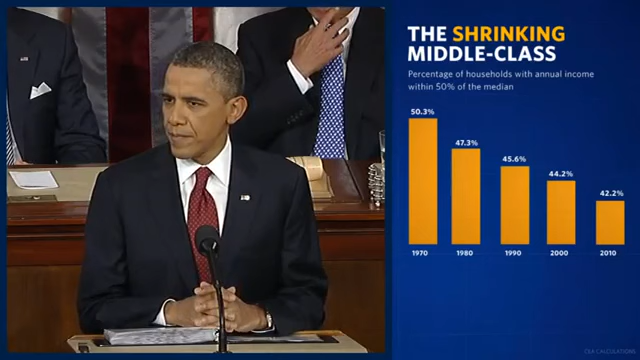 THE SHRINKING
MIDDLE-CLASS
Percentage of households with annual income
within 50% of the median
50.3%
47.3%
45.6%
44.2%
42.2%
1970
1980
1990
2000
2010